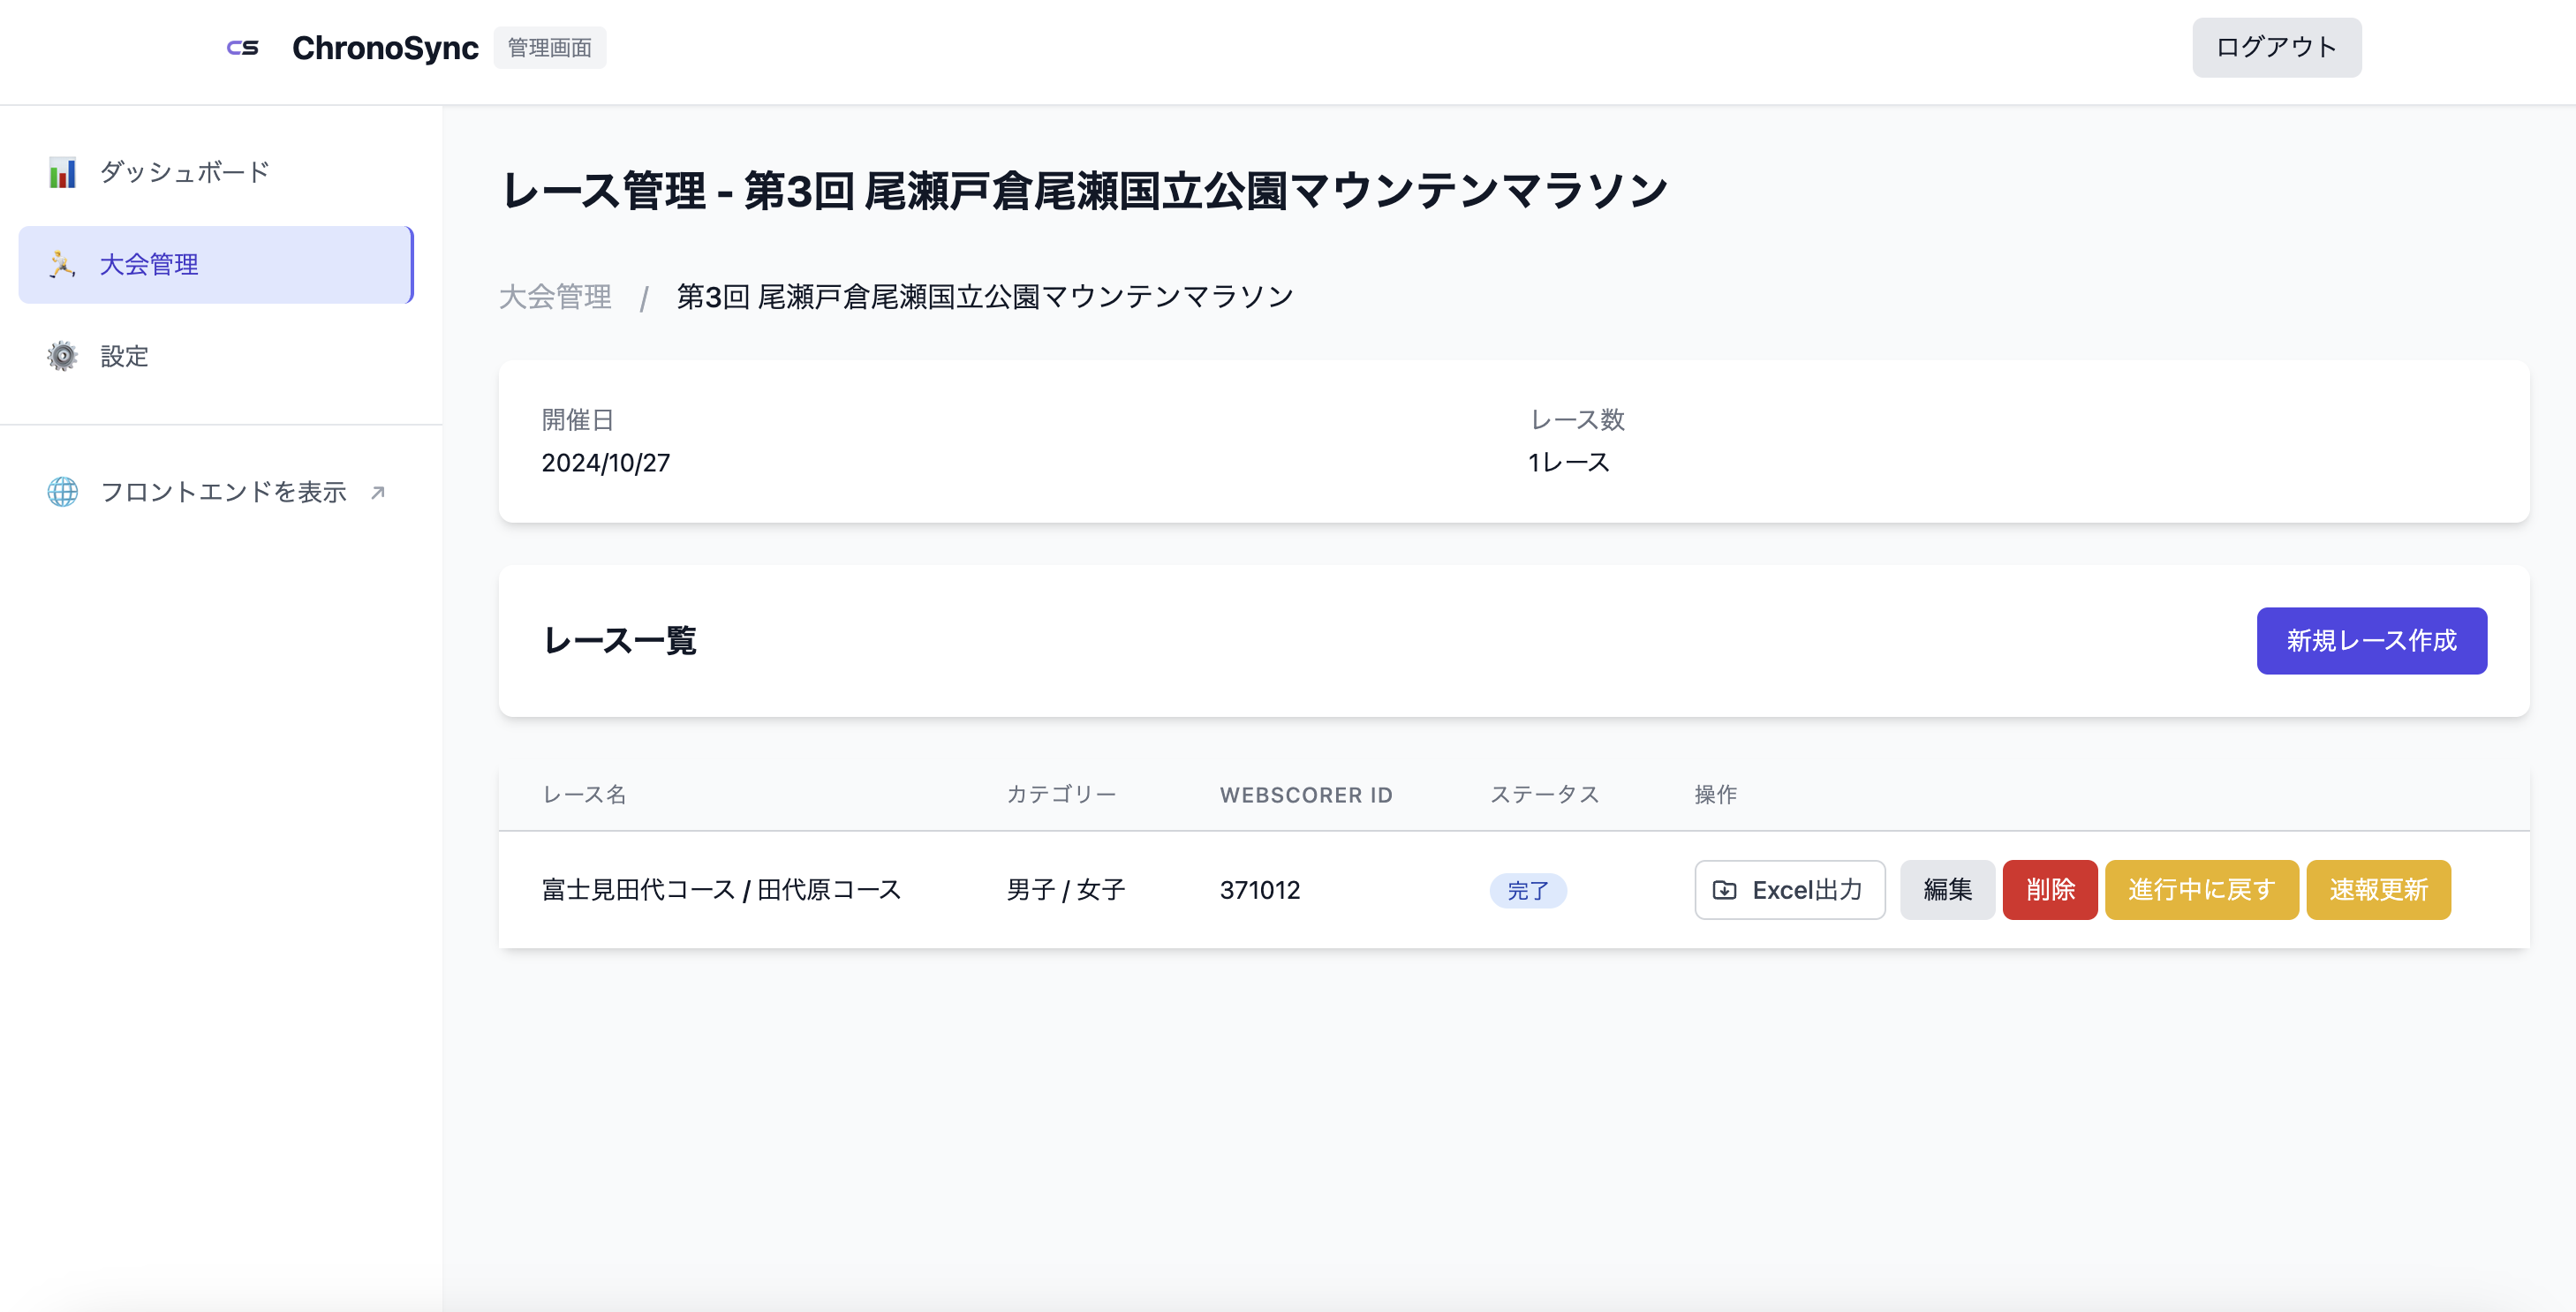 CS ChronoSync 管理画面 ログアウト
ダッシュボード
大会管理
設定
フロントエンドを表示
レース管理 - 第3回 尾瀬戸倉尾瀬国立公園マウンテンマラソン
大会管理 / 第3回 尾瀬戸倉尾瀬国立公園マウンテンマラソン
開催日 レース数
2024/10/27 1レース
レース一覧 新規レース作成
レース名 カテゴリー WEBSCORER ID ステータス 操作
富士見田代コース / 田代原コース 男子 / 女子 371012 完了 Excel出力 編集 削除 進行中に戻す 速報更新